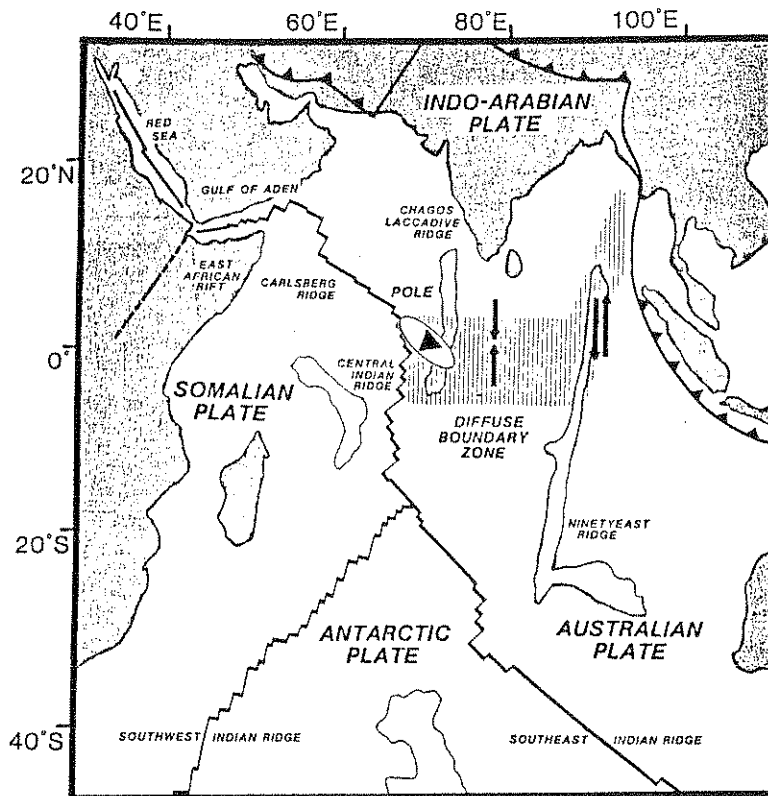 40°E
60°E
80°E
100°E
INDO-ARABIAN
PLATE
RED
SEA
20°N
GULF OF ADEN
CHAGOS
LACCADIVE
RIDGE
EAST
AFRICAN
RIFT
CARLSBERG
RIDGE
POLE
0°
CENTRAL
INDIAN
RIDGE
SOMALIAN
PLATE
DIFFUSE
BOUNDARY
ZONE
20°S
NINETYEAST
RIDGE
ANTARCTIC
PLATE
AUSTRALIAN
PLATE
40°S
SOUTHWEST INDIAN RIDGE
SOUTHEAST INDIAN RIDGE